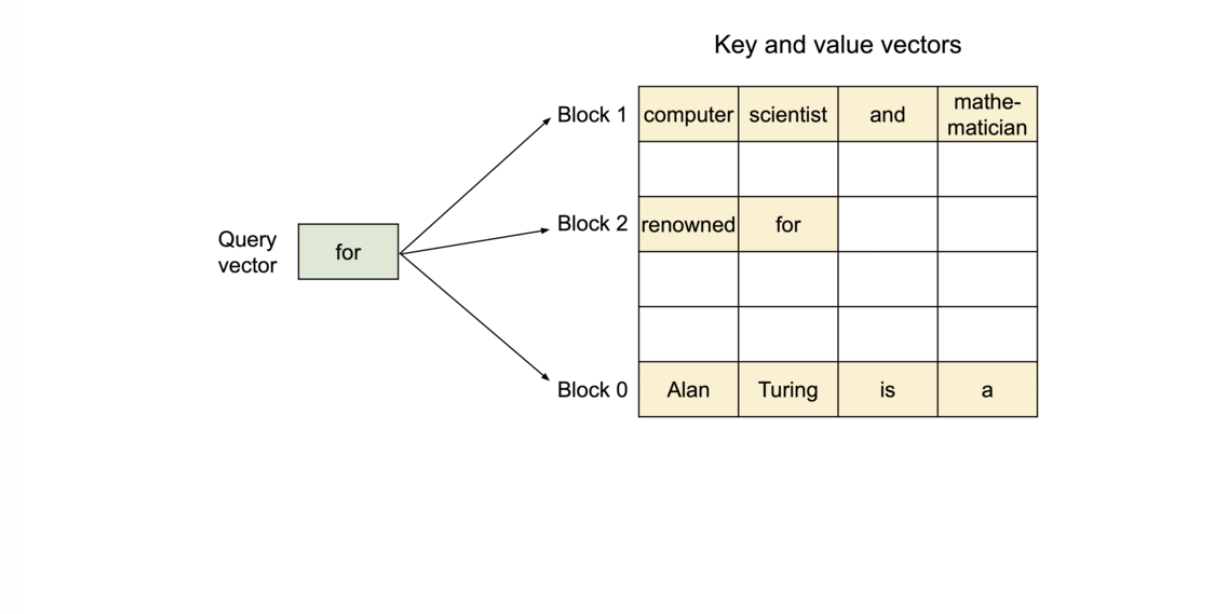 Key and value vectors
Block 1 computer scientist and mathe-
matician
Query
vector
for
Block 2 renowned for
Block 0 Alan Turing is a